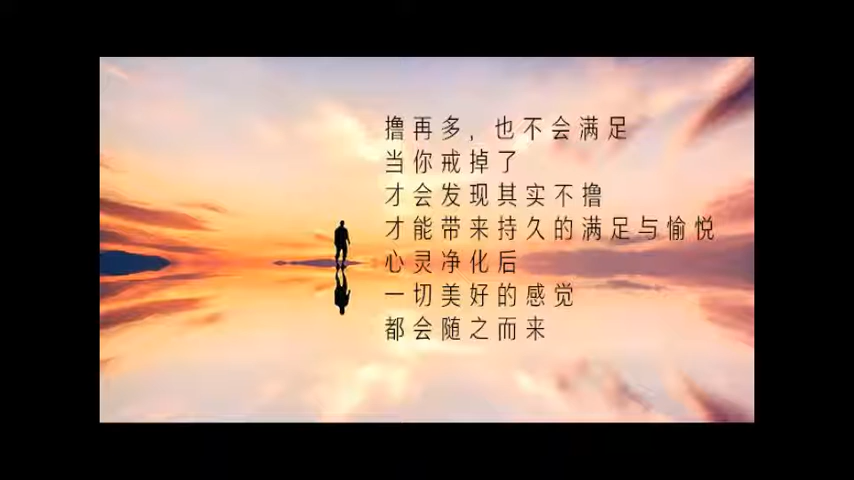 撸再多，也不会满足
当你戒掉了
才会发现其实不撸
才能带来持久的满足与愉悦
心灵净化后
一切美好的感觉
都会随之而来